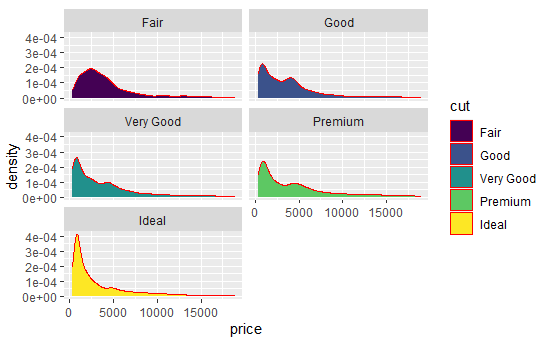 Fair
Good
4e-04
3e-04
2e-04
1e-04
0e+00
Very Good
Premium
4e-04
3e-04
2e-04
1e-04
0e+00
0 5000 10000 15000
Ideal
4e-04
3e-04
2e-04
1e-04
0e+00
0 5000 10000 15000
price
density
cut
Fair
Good
Very Good
Premium
Ideal